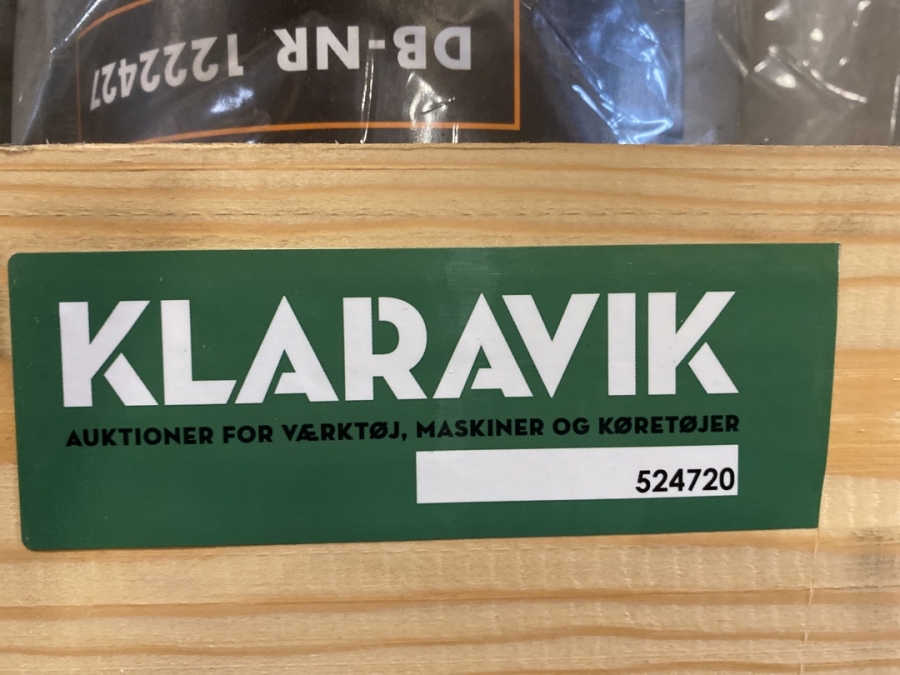 DB-NR 1222427
KLARAVIK
AUKTIONER FOR VÆRKTØJ, MASKINER OG KØRETØJER
524720